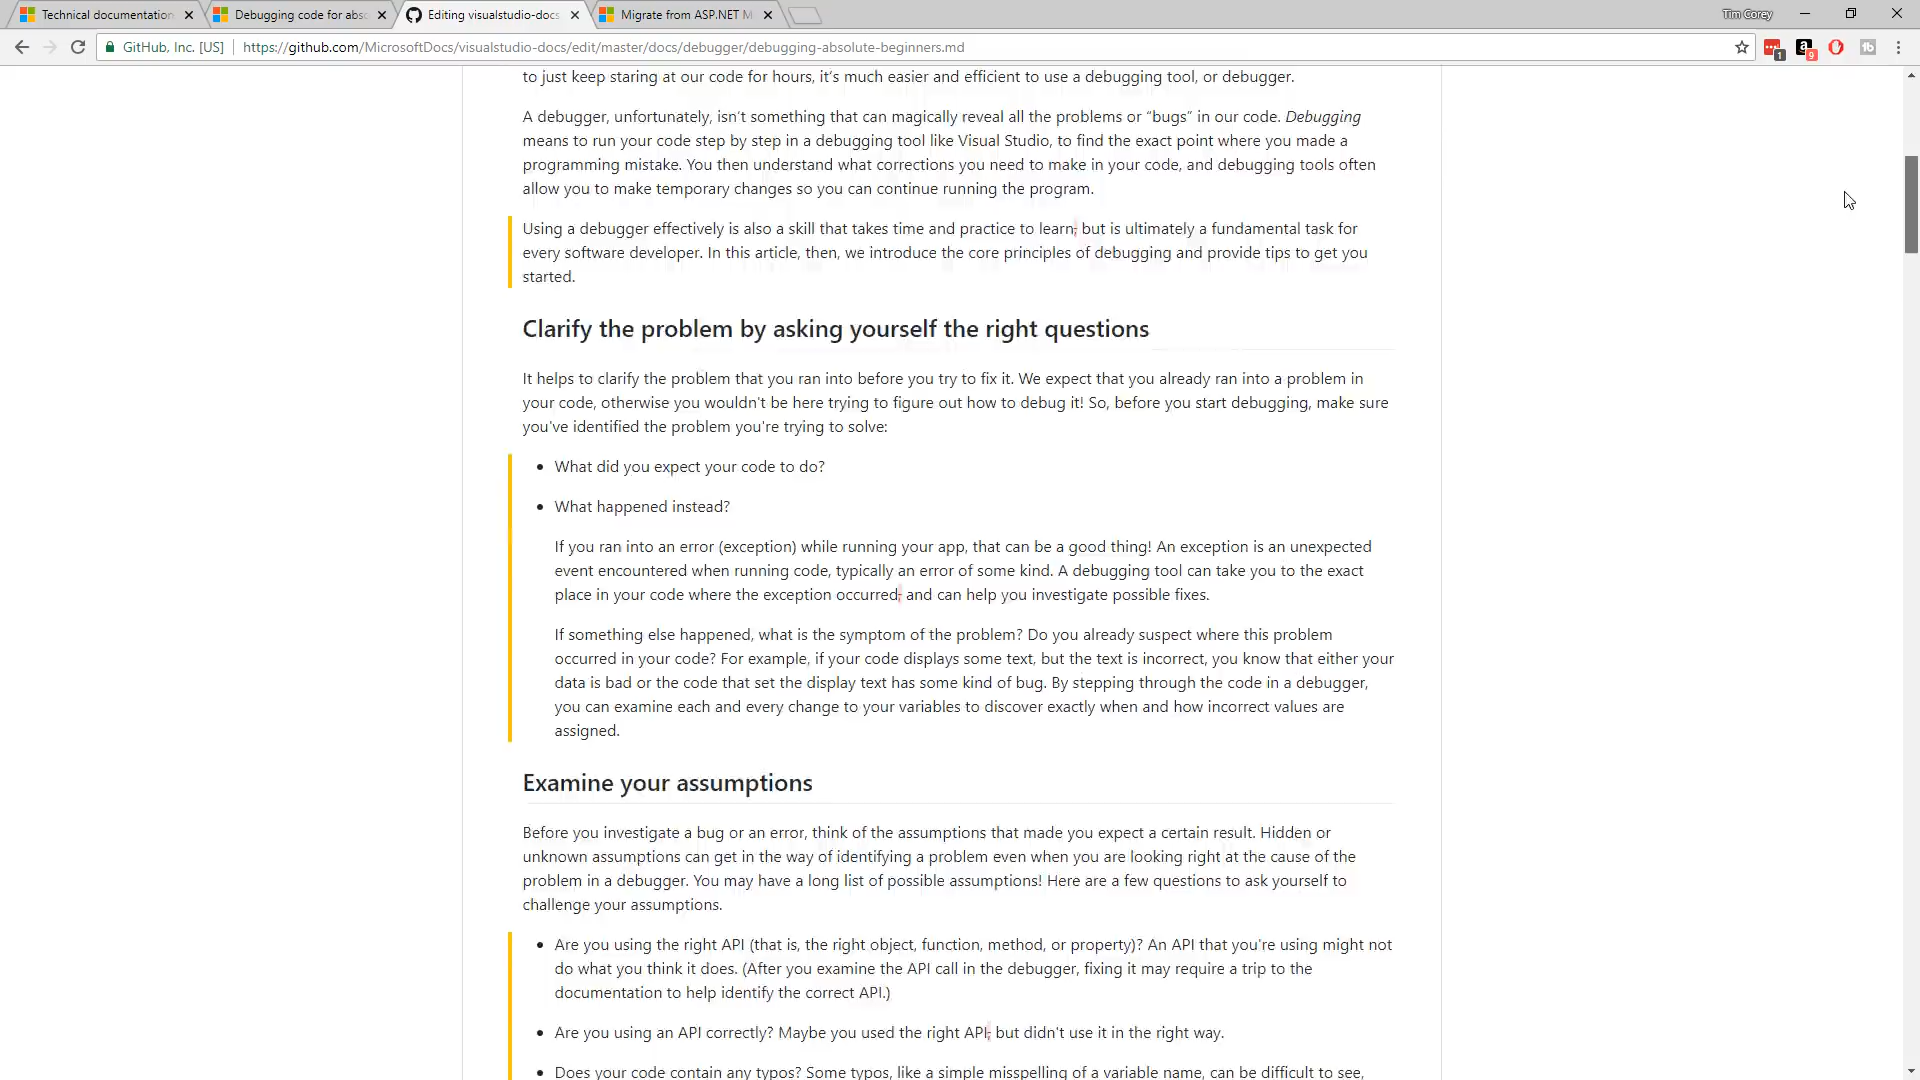 Technical documentation
Debugging code for abso
Editing visualstudio-docs
Migrate from ASP.NET M
Tim Corey
GitHub, Inc. [US]
https://github.com/MicrosoftDocs/visualstudio-docs/edit/master/docs/debugger/debugging-absolute-beginners.md
1
9
to just keep staring at our code for hours, it's much easier and efficient to use a debugging tool, or debugger.
A debugger, unfortunately, isn't something that can magically reveal all the problems or “bugs” in our code. Debugging
means to run your code step by step in a debugging tool like Visual Studio, to find the exact point where you made a
programming mistake. You then understand what corrections you need to make in your code, and debugging tools often
allow you to make temporary changes so you can continue running the program.
Using a debugger effectively is also a skill that takes time and practice to learn, but is ultimately a fundamental task for
every software developer. In this article, then, we introduce the core principles of debugging and provide tips to get you
started.
Clarify the problem by asking yourself the right questions
It helps to clarify the problem that you ran into before you try to fix it. We expect that you already ran into a problem in
your code, otherwise you wouldn't be here trying to figure out how to debug it! So, before you start debugging, make sure
you've identified the problem you're trying to solve:
• What did you expect your code to do?
• What happened instead?
If you ran into an error (exception) while running your app, that can be a good thing! An exception is an unexpected
event encountered when running code, typically an error of some kind. A debugging tool can take you to the exact
place in your code where the exception occurred, and can help you investigate possible fixes.
If something else happened, what is the symptom of the problem? Do you already suspect where this problem
occurred in your code? For example, if your code displays some text, but the text is incorrect, you know that either your
data is bad or the code that set the display text has some kind of bug. By stepping through the code in a debugger,
you can examine each and every change to your variables to discover exactly when and how incorrect values are
assigned.
Examine your assumptions
Before you investigate a bug or an error, think of the assumptions that made you expect a certain result. Hidden or
unknown assumptions can get in the way of identifying a problem even when you are looking right at the cause of the
problem in a debugger. You may have a long list of possible assumptions! Here are a few questions to ask yourself to
challenge your assumptions.
• Are you using the right API (that is, the right object, function, method, or property)? An API that you're using might not
do what you think it does. (After you examine the API call in the debugger, fixing it may require a trip to the
documentation to help identify the correct API.)
• Are you using an API correctly? Maybe you used the right API, but didn't use it in the right way.
• Does your code contain any typos? Some typos, like a simple misspelling of a variable name, can be difficult to see,